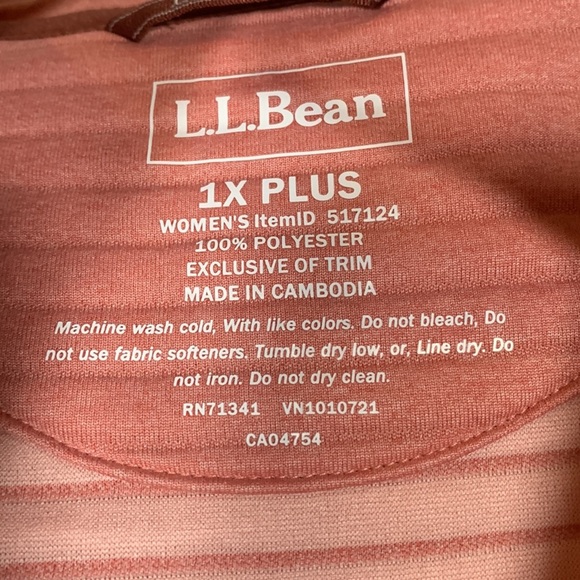 L.L.Bean
1X PLUS
WOMEN'S ItemID 517124
100% POLYESTER
EXCLUSIVE OF TRIM
MADE IN CAMBODIA
Machine wash cold, With like colors. Do not bleach, Do
not use fabric softeners. Tumble dry low, or, Line dry. Do
not iron. Do not dry clean.
RN71341 VN1010721
CA04754